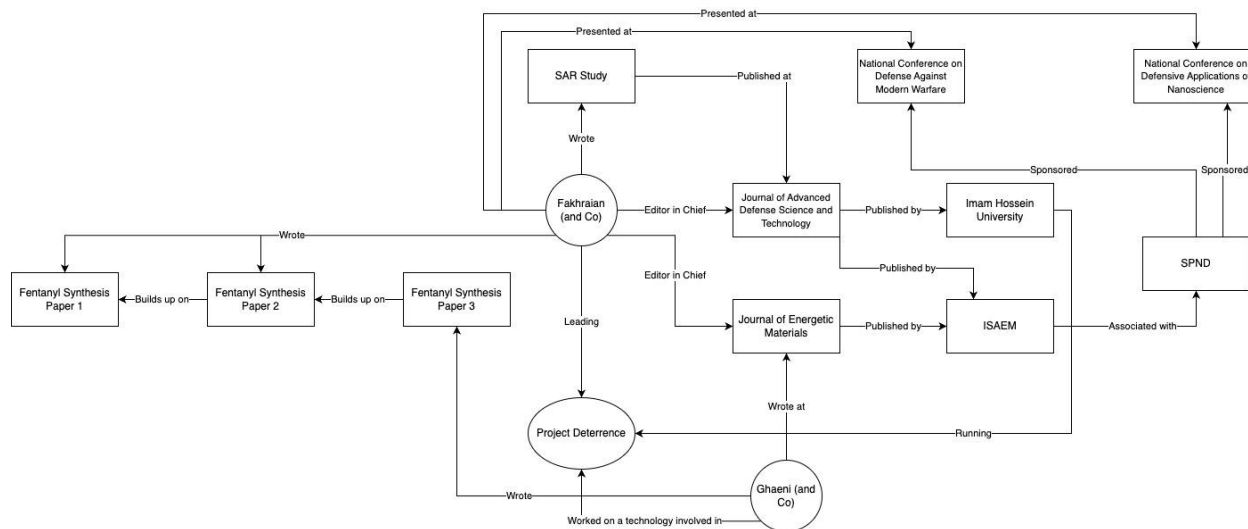 Presented at
Presented at
SAR Study
Published at
National Conference on
Defense Against
Modern Warfare
National Conference on
Defensive Applications o
Nanoscience
Wrote
Sponsored
Sponsored
Fakhraian
(and Co)
Editor in Chief
Journal of Advanced
Defense Science and
Technology
Published by
Imam Hossein
University
Wrote
Editor in Chief
Published by
SPND
Fentanyl Synthesis
Paper 1
Builds up on
Fentanyl Synthesis
Paper 2
Builds up on
Fentanyl Synthesis
Paper 3
Leading
Journal of Energetic
Materials
Published by
ISAEM
Associated with
Wrote at
Project Deterrence
Running
Wrote
Ghaeni (and
Co)
Worked on a technology involved in